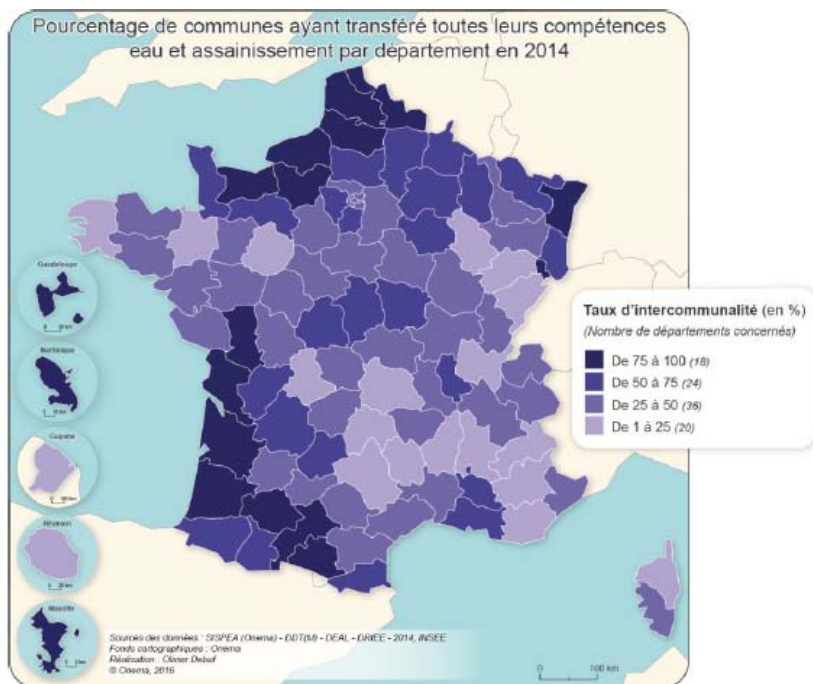 Pourcentage de communes ayant transféré toutes leurs compétences
eau et assainissement par département en 2014
Guadeloupe
Martinique
Guyane
Réunion
Mayotte
Taux d'intercommunalité (en %)
(Nombre de départements concernés)
De 75 à 100 (18)
De 50 à 75 (24)
De 25 à 50 (36)
De 1 à 25 (20)
Sources des données : SISPEA (Onema) - DDT(M) - DEAL - DRIEE - 2014, INSEE
Fonds cartographiques : Onema
Réalisation : Olivier Debuf
© Onema, 2016
0 100 km